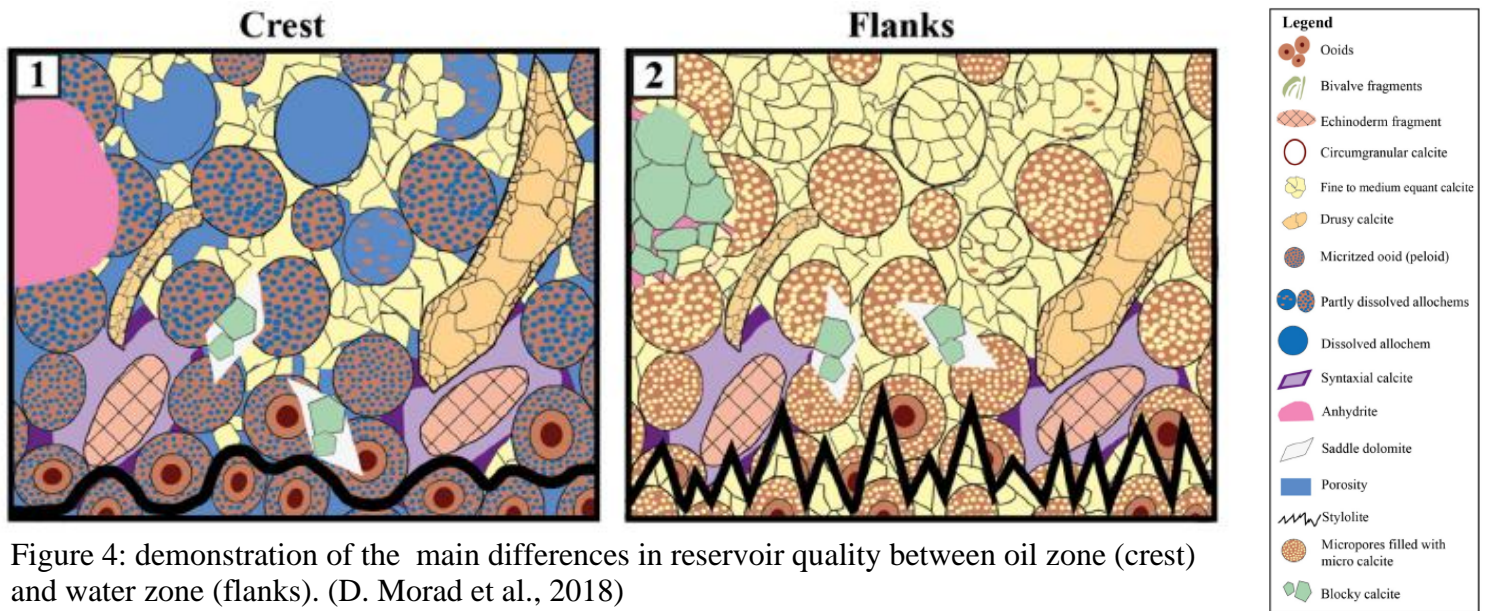 Crest
Flanks
1
2
Legend
Ooids
Bivalve fragments
Echinoderm fragment
Circumgranular calcite
Fine to medium equant calcite
Drusy calcite
Micritzed ooid (peloid)
Partly dissolved allochems
Dissolved allochem
Syntaxial calcite
Anhydrite
Saddle dolomite
Porosity
Stylolite
Micropores filled with
micro calcite
Blocky calcite
Figure 4: demonstration of the main differences in reservoir quality between oil zone (crest)
and water zone (flanks). (D. Morad et al., 2018)